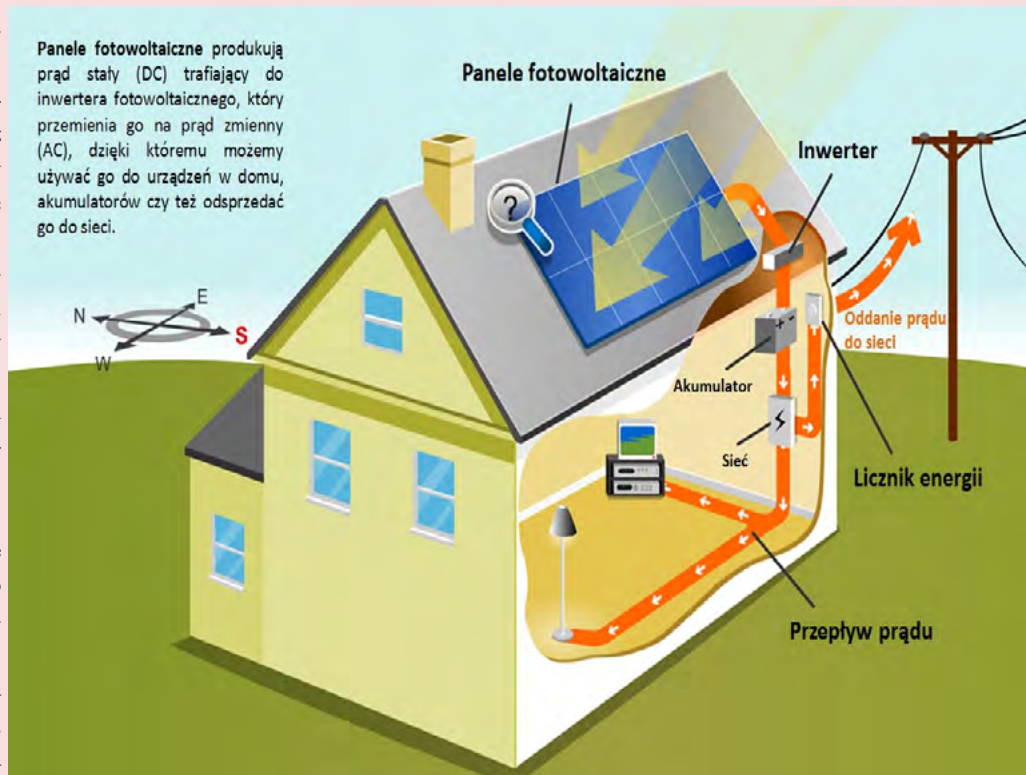 Panele fotowoltaiczne produkują
prąd stały (DC) trafiający do
inwertera fotowoltaicznego, który
przemienia go na prąd zmienny
(AC), dzięki któremu możemy
używać go do urządzeń w domu,
akumulatorów czy też odsprzedać
go do sieci.
Panele fotowoltaiczne
Inwerter
?
N
E
S
W
Oddanie prądu
do sieci
Akumulator
Sieć
Licznik energii
Przepływ prądu